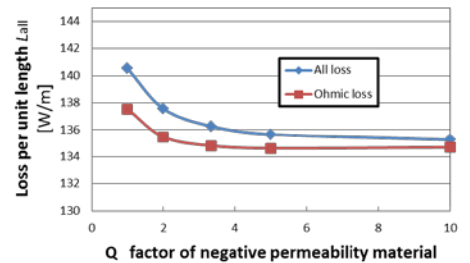 Loss per unit length Lall
[W/m]
144
142
140
138
136
134
132
130
All loss
Ohmic loss
0 2 4 6 8 10
Q factor of negative permeability material